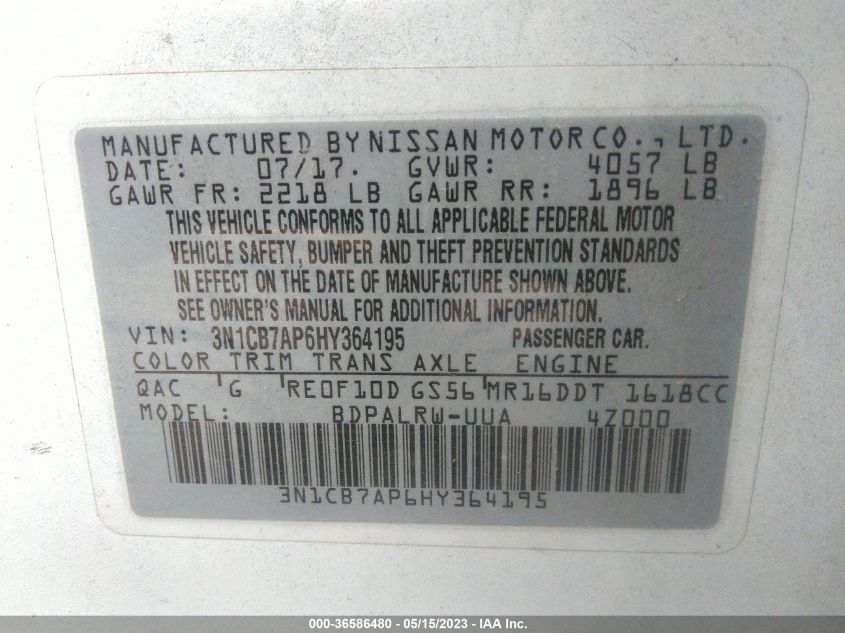 MANUFACTURED BY NISSAN MOTOR CO., LTD.
DATE: 07/17. GVWR: 4057 LB
GAWR FR: 2218 LB GAWR RR: 1896 LB
THIS VEHICLE CONFORMS TO ALL APPLICABLE FEDERAL MOTOR
VEHICLE SAFETY, BUMPER AND THEFT PREVENTION STANDARDS
IN EFFECT ON THE DATE OF MANUFACTURE SHOWN ABOVE.
SEE OWNER'S MANUAL FOR ADDITIONAL INFORMATION.
VIN: 3N1CB7AP6HY364195 PASSENGER CAR.
COLOR TRIM TRANS AXLE ENGINE
QAC G RE0F10D GS56 MR16DDT 1618CC
MODEL: BDPALRW-UUA 4Z000
3N1CB7AP6HY364195
000-36586480 - 05/15/2023 - IAA Inc.